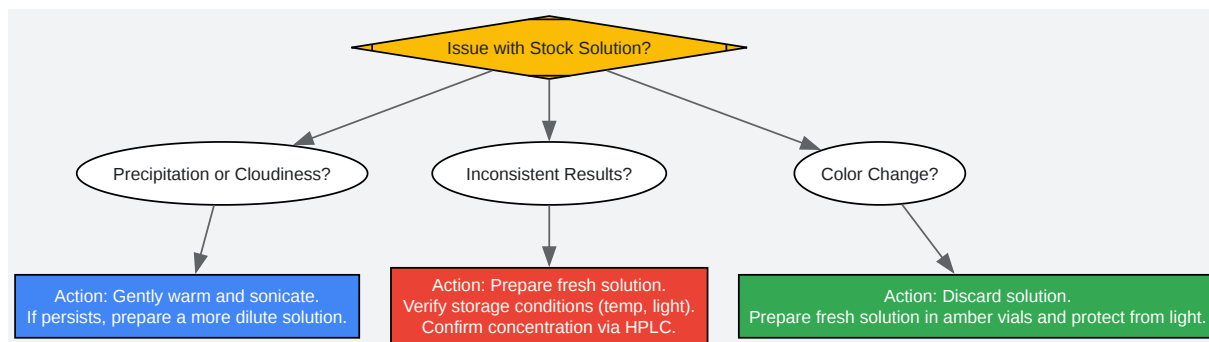 Issue with Stock Solution?
Precipitation or Cloudiness?
Inconsistent Results?
Color Change?
Action: Gently warm and sonicate.
If persists, prepare a more dilute solution.
Action: Prepare fresh solution.
Verify storage conditions (temp, light).
Confirm concentration via HPLC.
Action: Discard solution.
Prepare fresh solution in amber vials and protect from light.